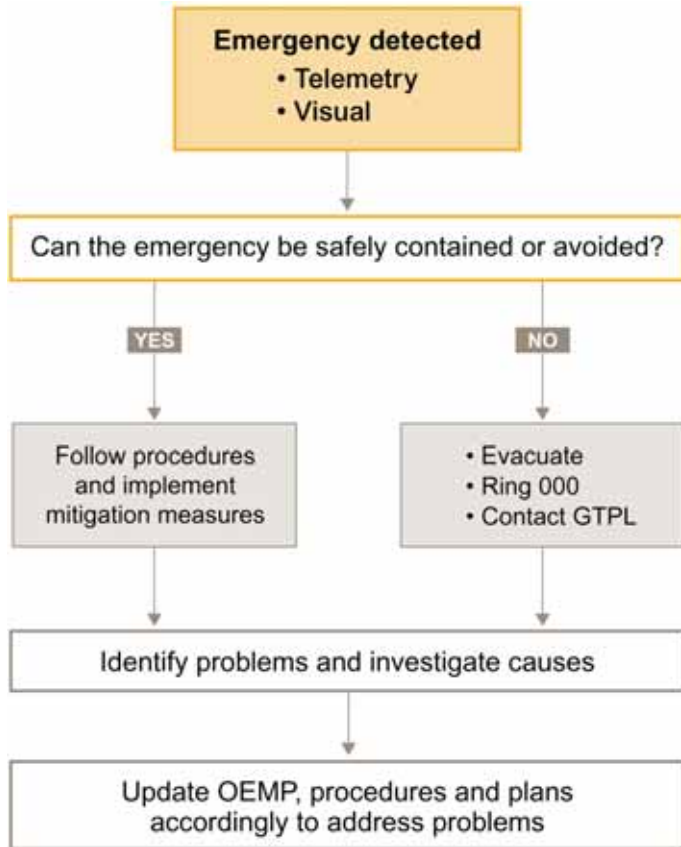 Emergency detected
• Telemetry
• Visual
Can the emergency be safely contained or avoided?
YES
NO
Follow procedures
and implement
mitigation measures
• Evacuate
• Ring 000
• Contact GTPL
Identify problems and investigate causes
Update OEMP, procedures and plans
accordingly to address problems